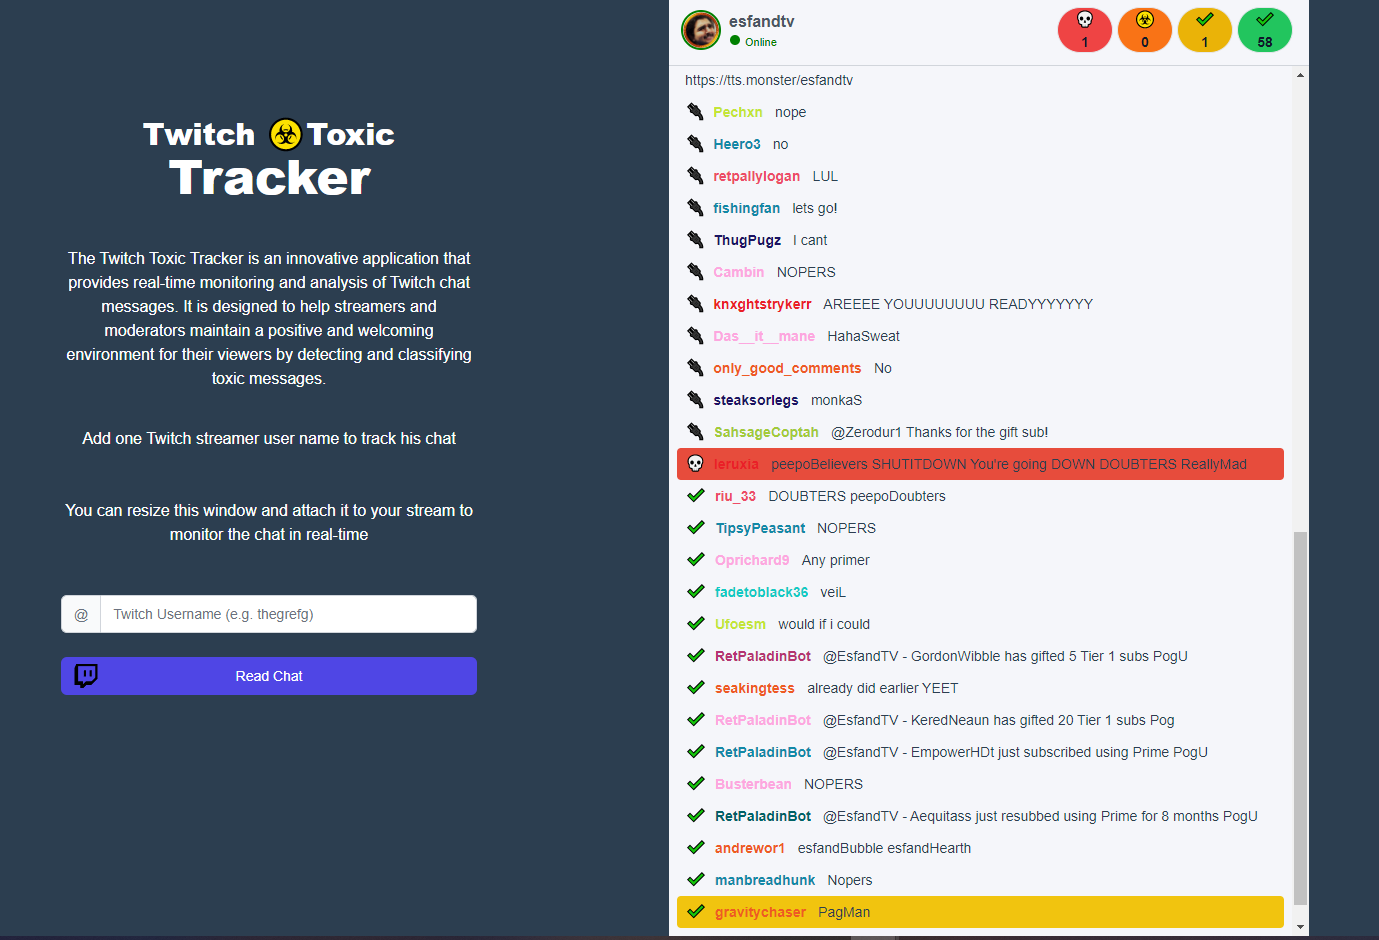 Twitch Toxic
Tracker
The Twitch Toxic Tracker is an innovative application that
provides real-time monitoring and analysis of Twitch chat
messages. It is designed to help streamers and
moderators maintain a positive and welcoming
environment for their viewers by detecting and classifying
toxic messages.
Add one Twitch streamer user name to track his chat
You can resize this window and attach it to your stream to
monitor the chat in real-time
@ Twitch Username (e.g. thegrefg)
Read Chat
esfandtv
Online
1 0 1 58
https://tts.monster/esfandtv
Pechxn nope
Heero3 no
retpallylogan LUL
fishingfan lets go!
ThugPugz I cant
Cambin NOPERS
knxghtstrykerr AREEEE YOUUUUUUUU READYYYYYYY
Das__it__mane HahaSweat
only_good_comments No
steaksorlegs monkaS
SahsageCoptah @Zerodur1 Thanks for the gift sub!
leruxia peepoBelievers SHUTITDOWN You're going DOWN DOUBTERS ReallyMad
riu_33 DOUBTERS peepoDoubters
TipsyPeasant NOPERS
Oprichard9 Any primer
fadetoblack36 veiL
Ufoesm would if i could
RetPaladinBot @EsfandTV - GordonWibble has gifted 5 Tier 1 subs PogU
seakingtess already did earlier YEET
RetPaladinBot @EsfandTV - KeredNeaun has gifted 20 Tier 1 subs Pog
RetPaladinBot @EsfandTV - EmpowerHDt just subscribed using Prime PogU
Busterbean NOPERS
RetPaladinBot @EsfandTV - Aequitass just resubbed using Prime for 8 months PogU
andrewor1 esfandBubble esfandHearth
manbreadhunk Nopers
gravitychaser PagMan